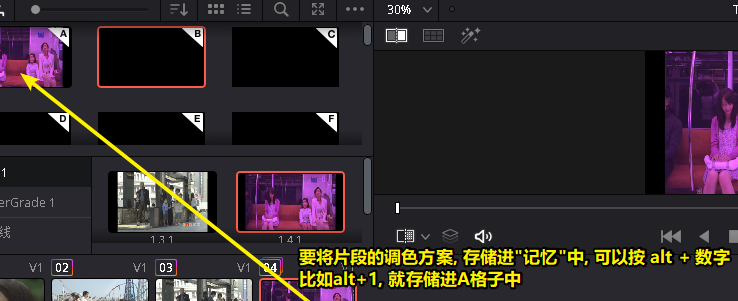 30%
T
A
B
C
D
E
F
1
erGrade 1
线
1.3.1
1.4.1
V1 02
V1 03
V1 04
V1
要将片段的调色方案, 存储进"记忆"中, 可以按 alt + 数字
比如alt+1, 就存储进A格子中